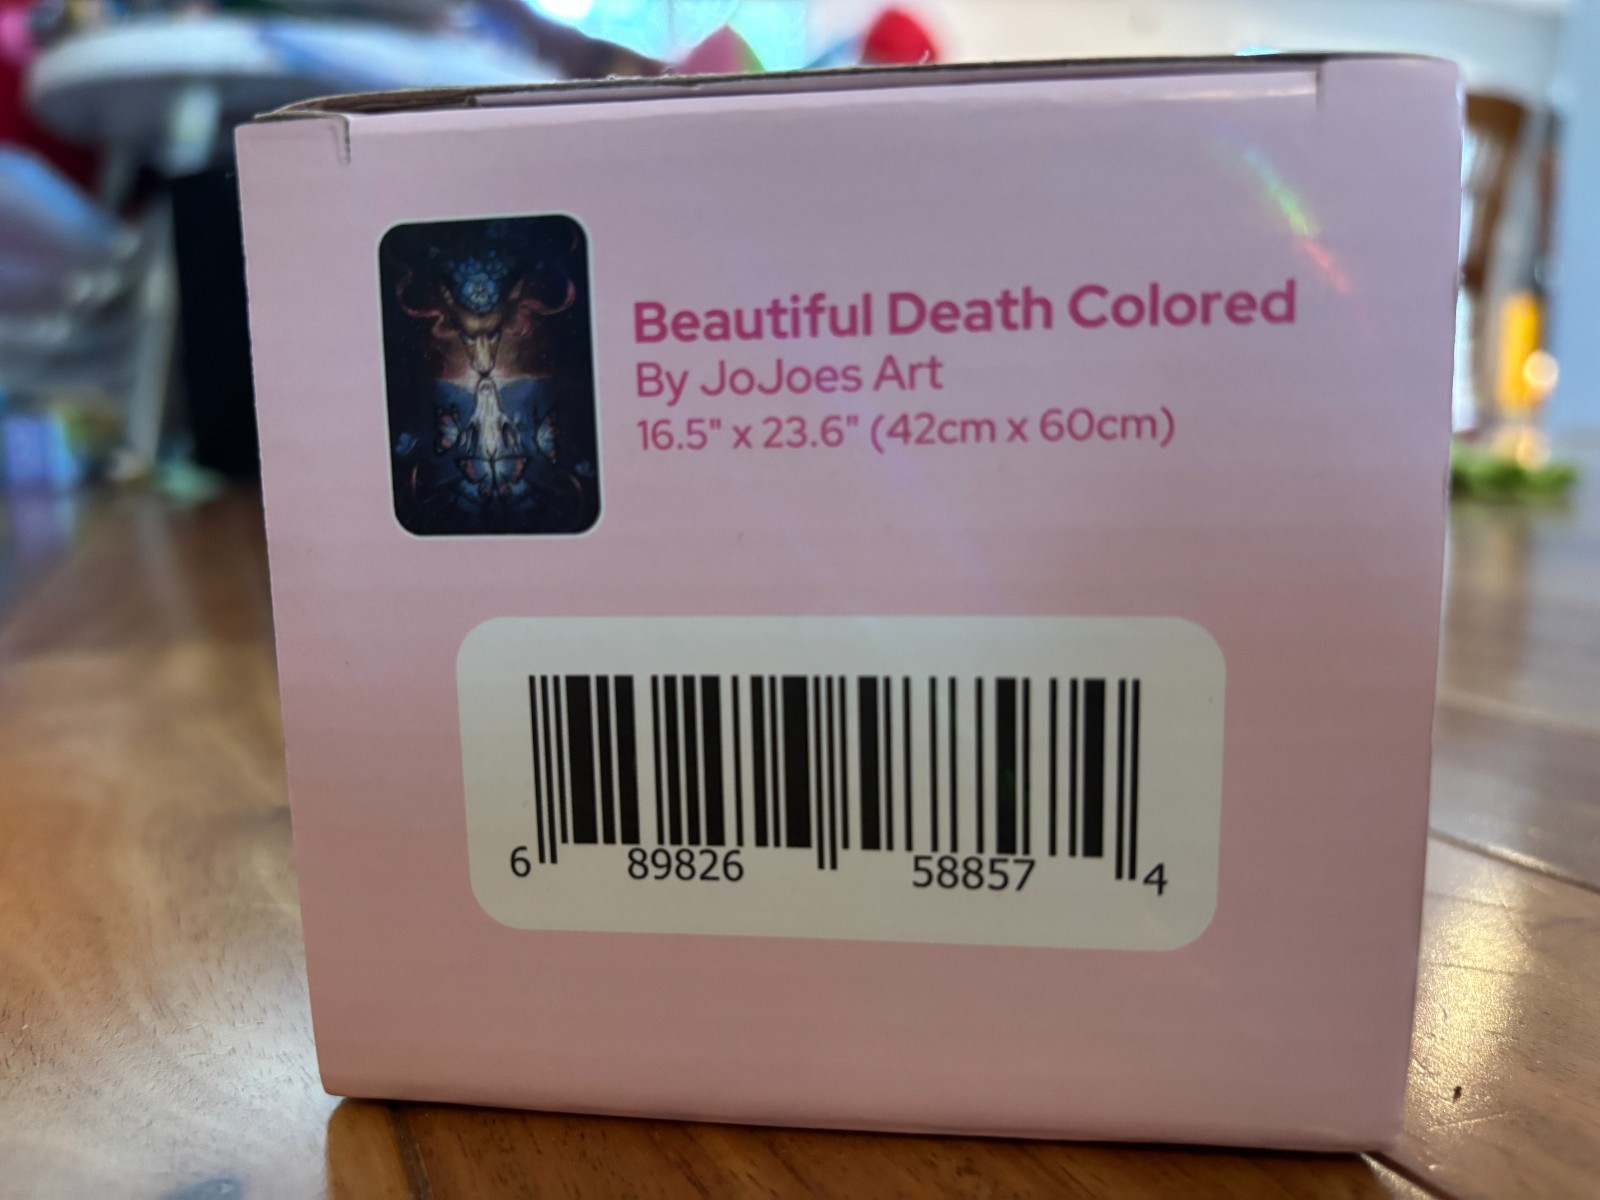 Beautiful Death Colored
By JoJoes Art
16.5" x 23.6" (42cm x 60cm)
6 89826 58857 4